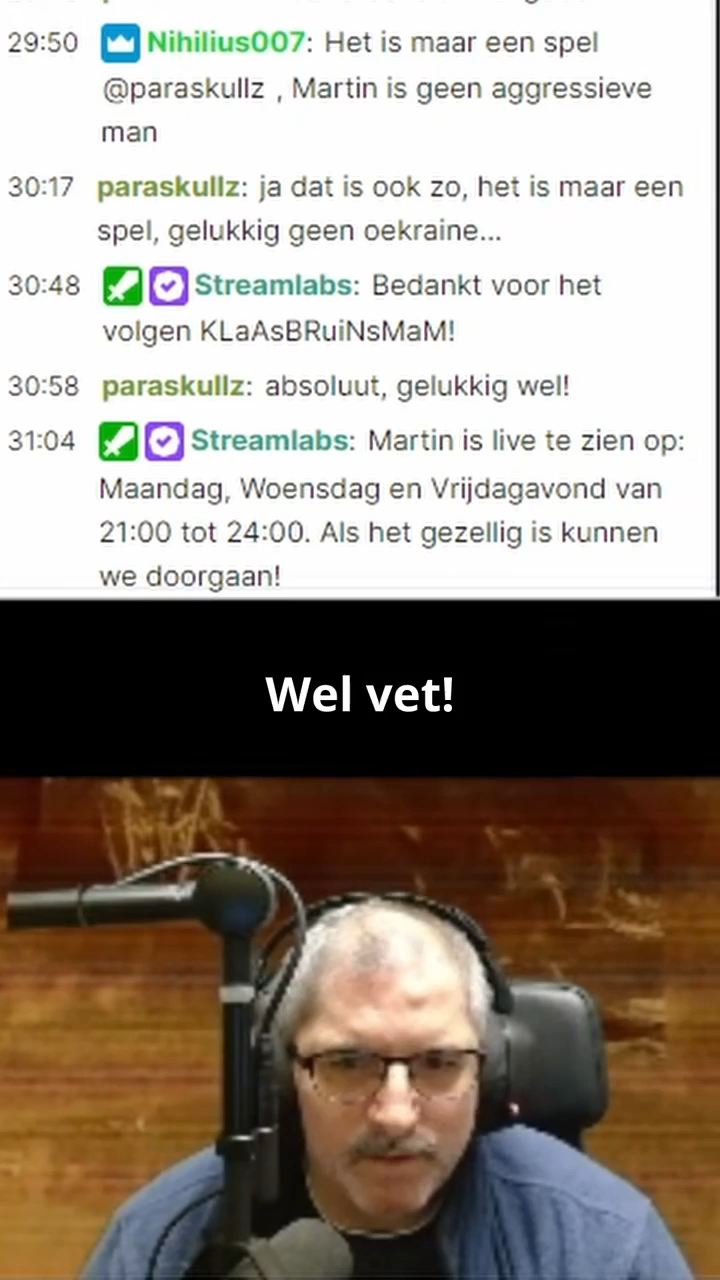 29:50 Nihilius007: Het is maar een spel
@paraskullz , Martin is geen aggressieve
man
30:17 paraskullz: ja dat is ook zo, het is maar een
spel, gelukkig geen oekraine...
30:48 Streamlabs: Bedankt voor het
volgen KLaAsBRuiNsMaM!
30:58 paraskullz: absoluut, gelukkig wel!
31:04 Streamlabs: Martin is live te zien op:
Maandag, Woensdag en Vrijdagavond van
21:00 tot 24:00. Als het gezellig is kunnen
we doorgaan!
Wel vet!